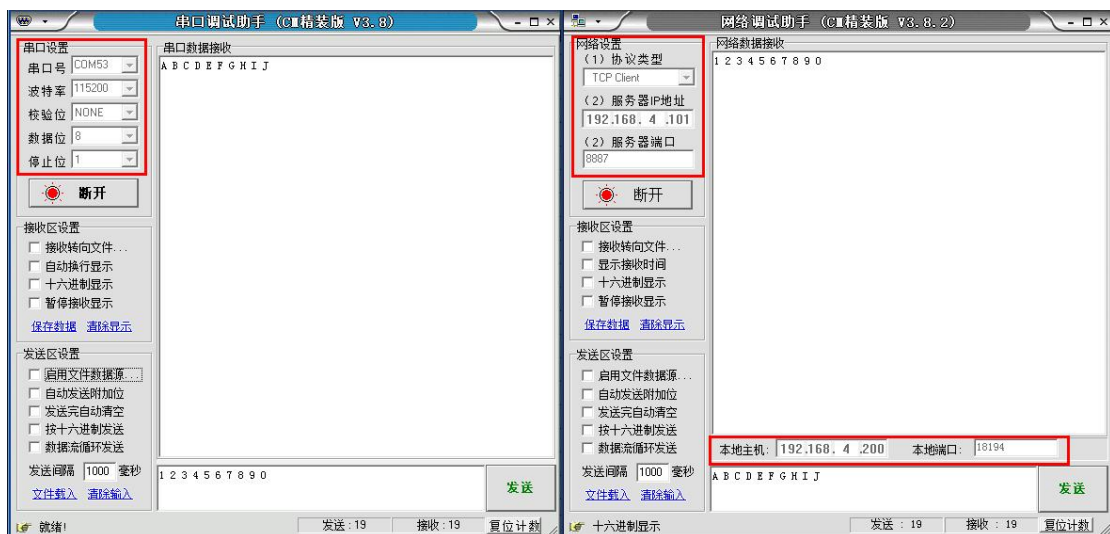 串口调试助手 (CM精装版 V3.8)
串口设置
串口号 COM53
波特率 115200
校验位 NONE
数据位 8
停止位 1
断开
接收区设置
接收转向文件...
自动换行显示
十六进制显示
暂停接收显示
保存数据 清除显示
发送区设置
启用文件数据源...
自动发送附加位
发送完自动清空
按十六进制发送
数据流循环发送
发送间隔 1000 毫秒
文件载入 清除输入
串口数据接收
A B C D E F G H I J
1 2 3 4 5 6 7 8 9 0
发送
就绪!
发送:19 接收:19 复位计数
网络调试助手 (CM精装版 V3.8.2)
网络设置
(1) 协议类型
TCP Client
(2) 服务器IP地址
192.168. 4 .101
(2) 服务器端口
8887
断开
接收区设置
接收转向文件...
显示接收时间
十六进制显示
暂停接收显示
保存数据 清除显示
发送区设置
启用文件数据源...
自动发送附加位
发送完自动清空
按十六进制发送
数据流循环发送
发送间隔 1000 毫秒
文件载入 清除输入
网络数据接收
1 2 3 4 5 6 7 8 9 0
本地主机: 192.168. 4 .200 本地端口: 18194
A B C D E F G H I J
发送
十六进制显示
发送 : 19 接收 : 19 复位计数